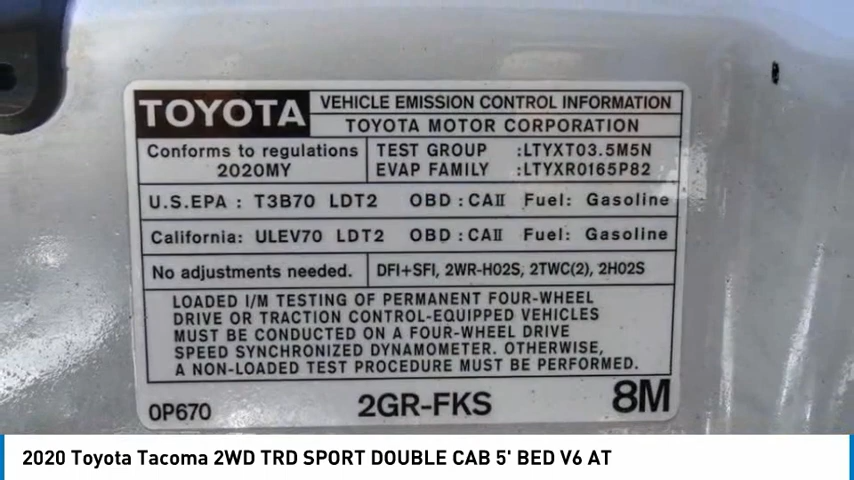 TOYOTA
VEHICLE EMISSION CONTROL INFORMATION
TOYOTA MOTOR CORPORATION
Conforms to regulations
2020MY
TEST GROUP :LTYXT03.5M5N
EVAP FAMILY :LTYXR0165P82
U.S.EPA : T3B70 LDT2 OBD : CAII Fuel: Gasoline
California: ULEV70 LDT2 OBD : CAII Fuel: Gasoline
No adjustments needed.
DFI+SFI, 2WR-HO2S, 2TWC(2), 2HO2S
LOADED I/M TESTING OF PERMANENT FOUR-WHEEL
DRIVE OR TRACTION CONTROL-EQUIPPED VEHICLES
MUST BE CONDUCTED ON A FOUR-WHEEL DRIVE
SPEED SYNCHRONIZED DYNAMOMETER. OTHERWISE,
A NON-LOADED TEST PROCEDURE MUST BE PERFORMED.
0P670 2GR-FKS 8M
2020 Toyota Tacoma 2WD TRD SPORT DOUBLE CAB 5' BED V6 AT